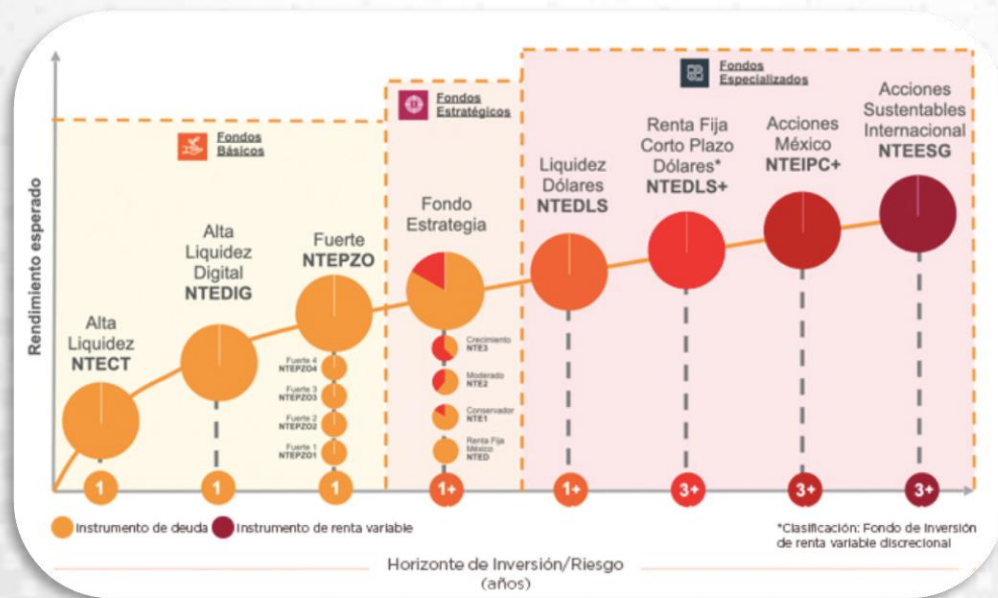 Rendimiento esperado
Fondos
Básicos
Fondos
Estratégicos
Fondos
Especializados
Alta
Liquidez
NTECT
Alta
Liquidez
Digital
NTEDIG
Fuerte
NTEPZO
Fuerte 4
NTEPZO4
Fuerte 3
NTEPZO3
Fuerte 2
NTEPZO2
Fuerte 1
NTEPZO1
Fondo
Estrategia
Crecimiento
NTE3
Moderado
NTE2
Conservador
NTE1
Renta Fija
México
NTED
Liquidez
Dólares
NTEDLS
Renta Fija
Corto Plazo
Dólares*
NTEDLS+
Acciones
México
NTEIPC+
Acciones
Sustentables
Internacional
NTEESG
1
1
1
1+
1+
3+
3+
3+
Instrumento de deuda
Instrumento de renta variable
*Clasificación: Fondo de Inversión
de renta variable discrecional
Horizonte de Inversión/Riesgo
(años)